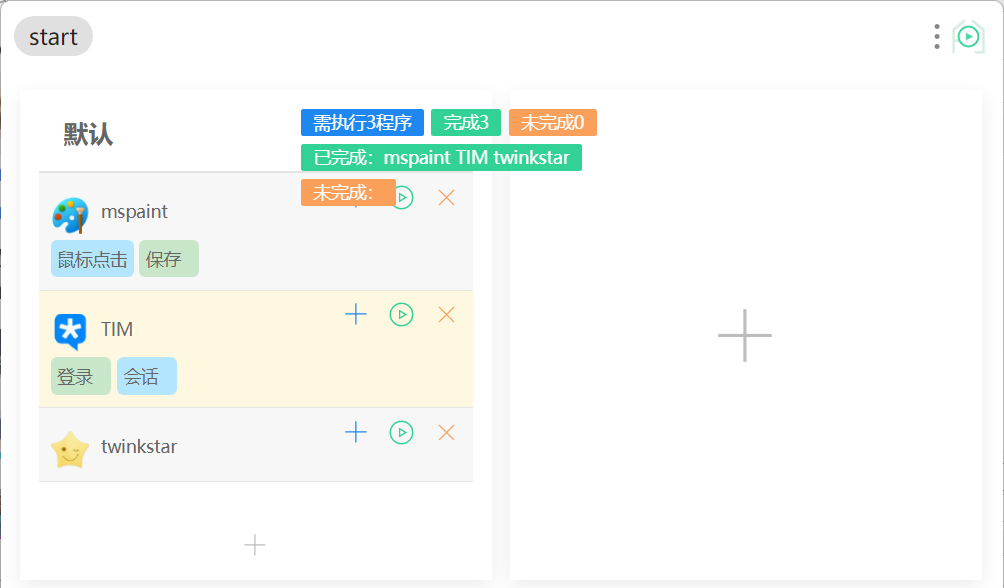 start
默认
需执行3程序 完成3 未完成0
已完成：mspaint TIM twinkstar
未完成：
mspaint
鼠标点击 保存
TIM
登录 会话
twinkstar